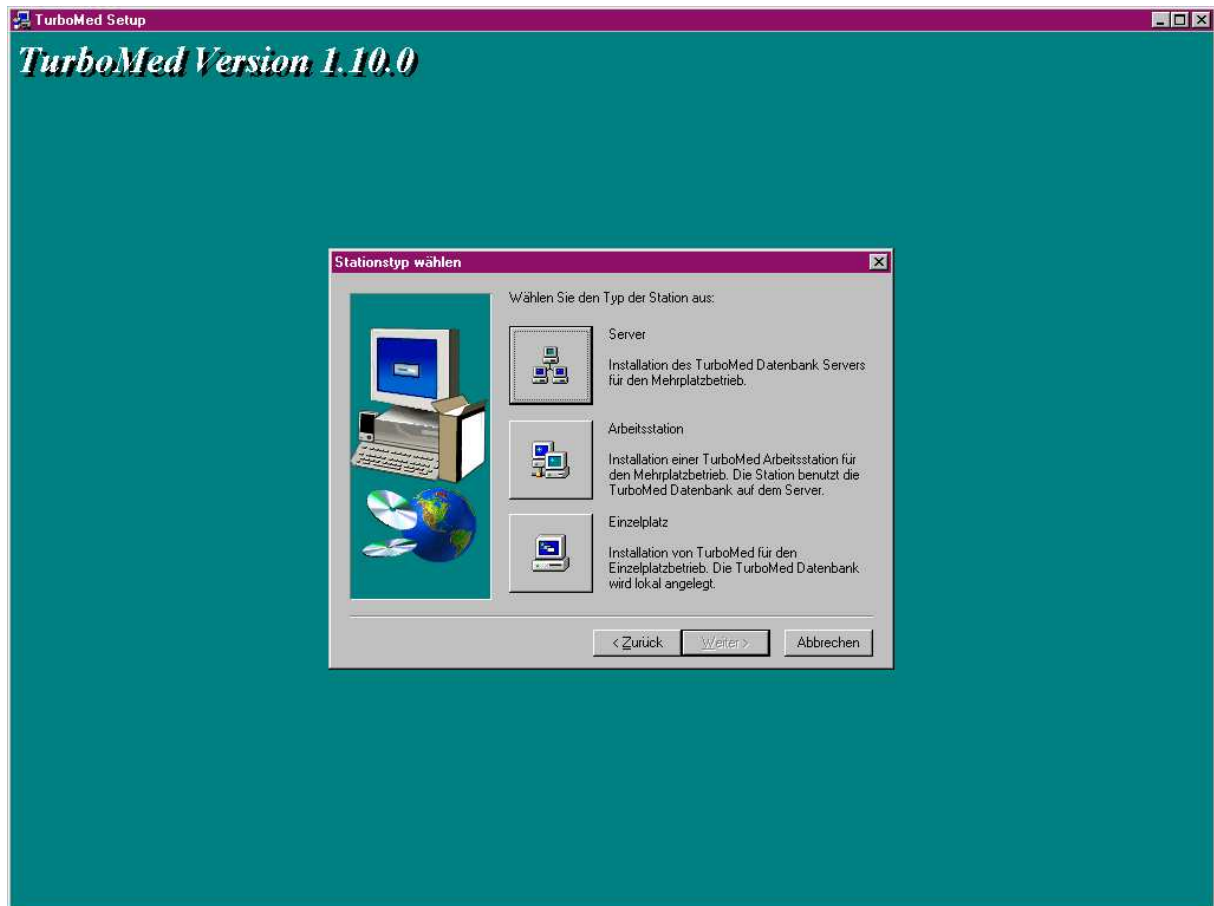 TurboMed Setup
TurboMed Version 1.10.0
Stationstyp wählen
Wählen Sie den Typ der Station aus:
Server
Installation des TurboMed Datenbank Servers
für den Mehrplatzbetrieb.
Arbeitsstation
Installation einer TurboMed Arbeitsstation für
den Mehrplatzbetrieb. Die Station benutzt die
TurboMed Datenbank auf dem Server.
Einzelplatz
Installation von TurboMed für den
Einzelplatzbetrieb. Die TurboMed Datenbank
wird lokal angelegt.
< Zurück Weiter > Abbrechen